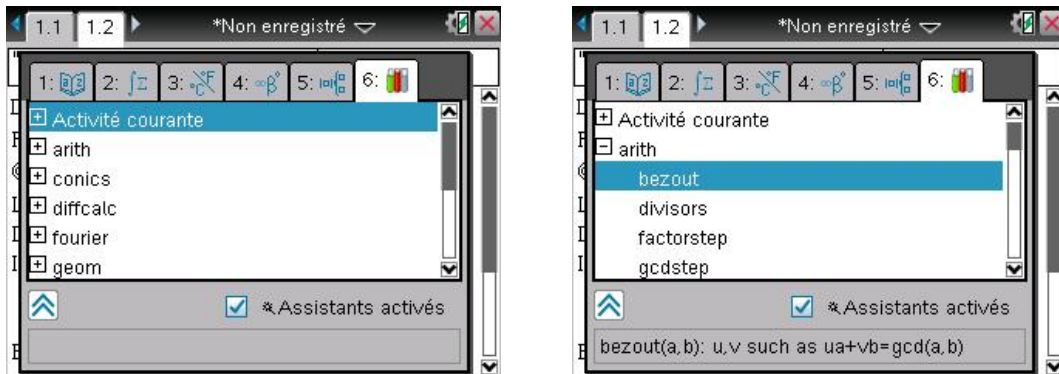 1.1 1.2 *Non enregistré
1: 2: 3: 4: 5: 6:
Activité courante
arith
conics
diffcalc
fourier
geom
Assistants activés
1.1 1.2 *Non enregistré
1: 2: 3: 4: 5: 6:
Activité courante
arith
bezout
divisors
factorstep
gcdstep
Assistants activés
bezout(a,b): u,v such as ua+vb=gcd(a,b)